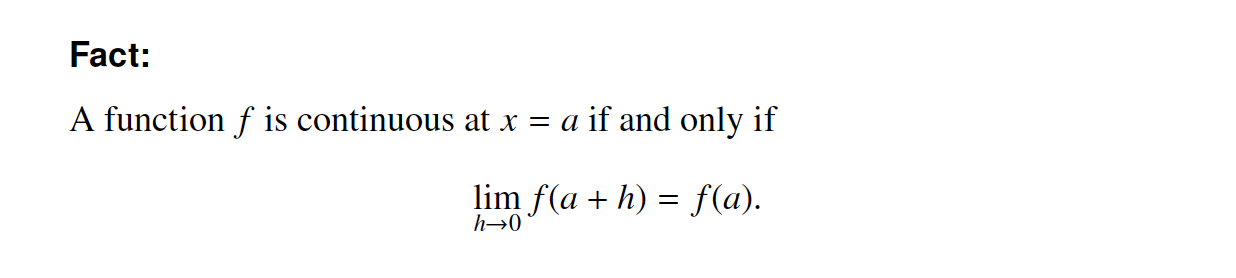 Fact:
A function f is continuous at x = a if and only if
lim f(a + h) = f(a).
h→0